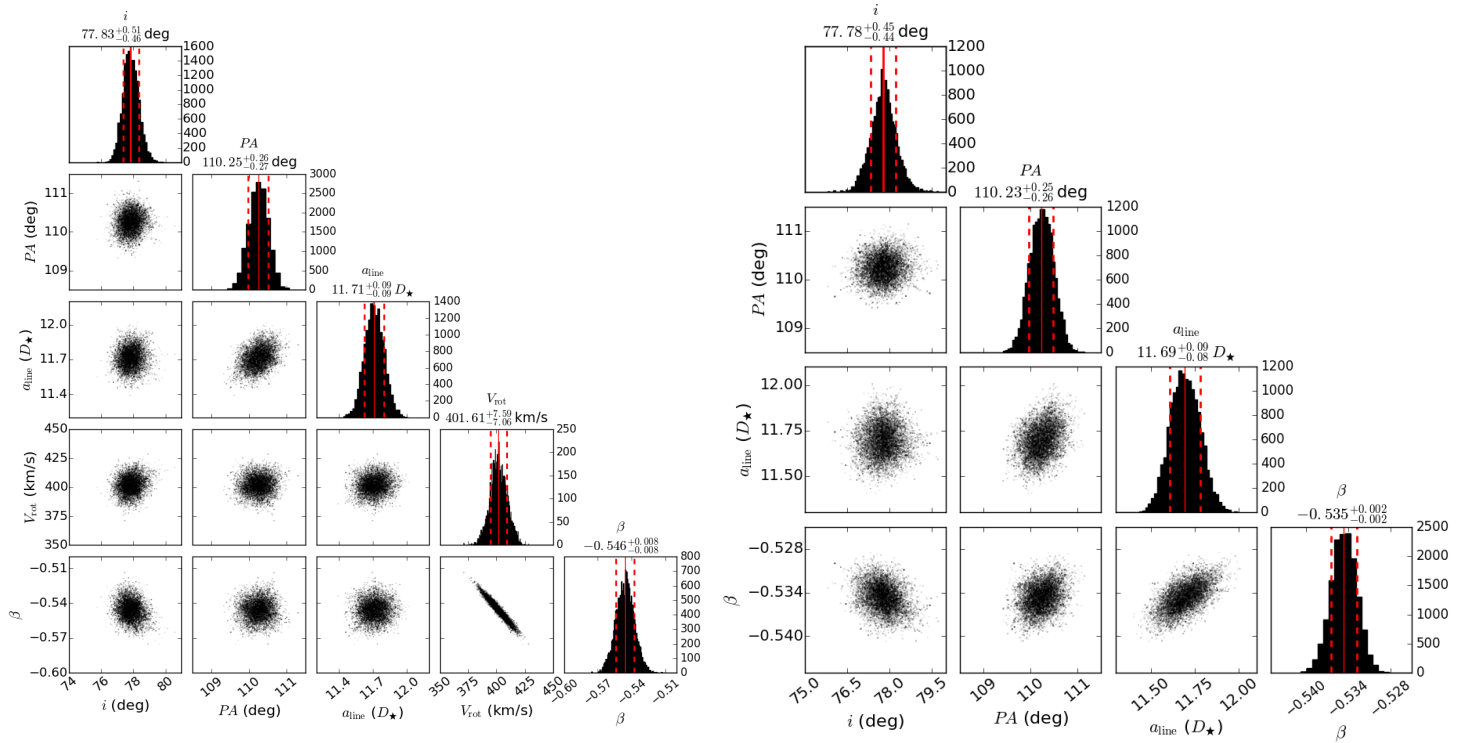 i
77.83 +0.51 −0.46 deg
1600
1400
1200
1000
800
600
400
200
0
PA
110.25 +0.26 −0.27 deg
3000
2500
2000
1500
1000
500
0
PA (deg)
111
110
109
a_line
11.71 +0.09 −0.09 D★
1400
1200
1000
800
600
400
200
0
a_line (D★)
12.0
11.7
11.4
V_rot
401.61 +7.59 −7.06 km/s
250
200
150
100
50
0
V_rot (km/s)
450
425
400
375
350
β
−0.546 +0.008 −0.008
800
700
600
500
400
300
200
100
0
β
−0.51
−0.54
−0.57
−0.60
74 76 78 80
i (deg)
109 110 111
PA (deg)
11.4 11.7 12.0
a_line (D★)
350 375 400 425 450
V_rot (km/s)
−0.60 −0.57 −0.54 −0.51
β
i
77.78 +0.45 −0.44 deg
1200
1000
800
600
400
200
0
PA
110.23 +0.25 −0.26 deg
1200
1000
800
600
400
200
0
PA (deg)
111
110
109
a_line
11.69 +0.09 −0.08 D★
1200
1000
800
600
400
200
0
a_line (D★)
12.00
11.75
11.50
β
−0.535 +0.002 −0.002
2500
2000
1500
1000
500
0
β
−0.528
−0.534
−0.540
75.0 76.5 78.0 79.5
i (deg)
109 110 111
PA (deg)
11.50 11.75 12.00
a_line (D★)
−0.540 −0.534 −0.528
β